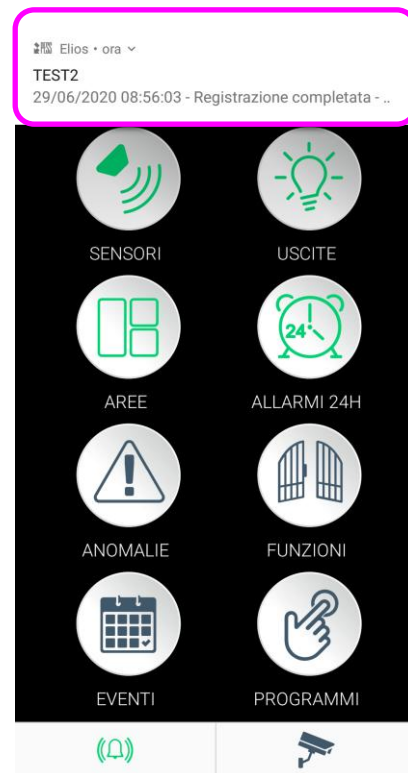 Elios • ora
TEST2
29/06/2020 08:56:03 - Registrazione completata - ..
SENSORI USCITE
24
AREE ALLARMI 24H
ANOMALIE FUNZIONI
EVENTI PROGRAMMI